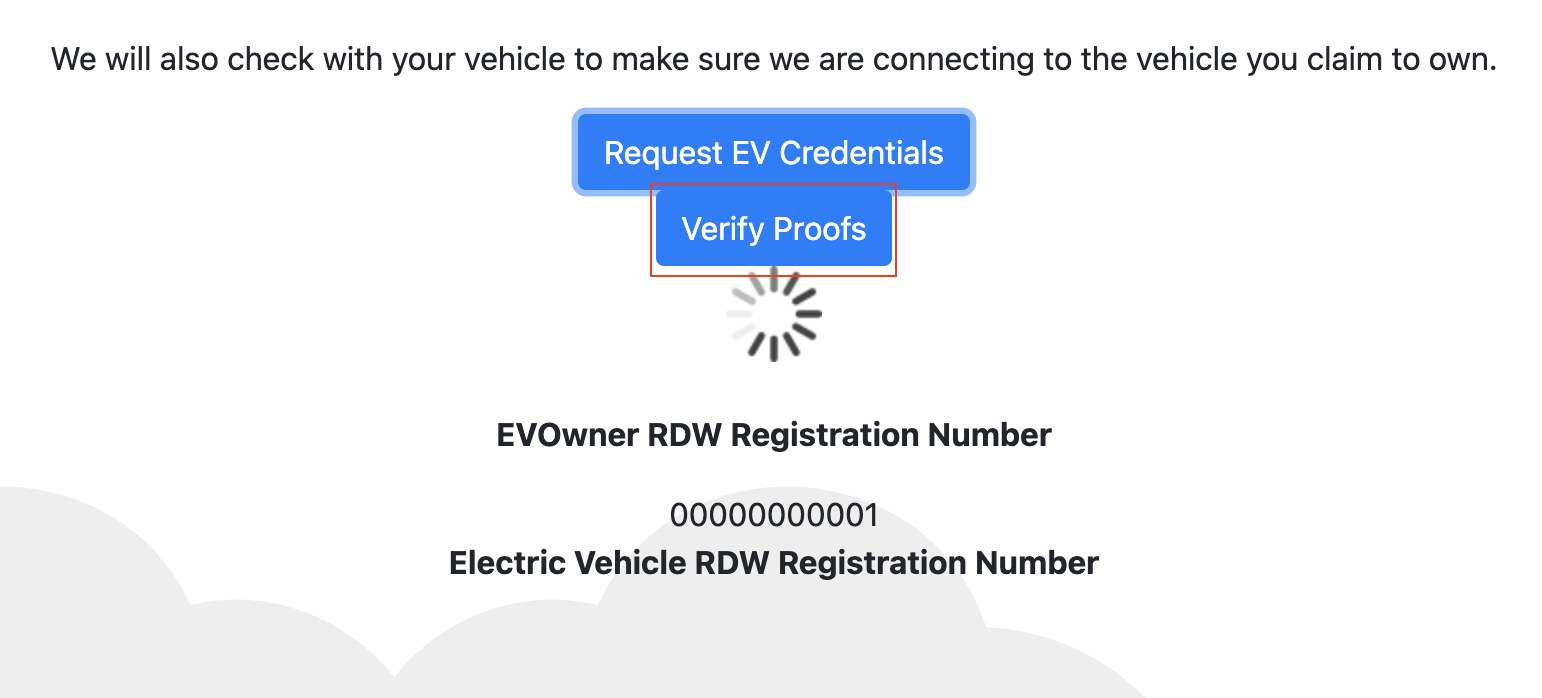 We will also check with your vehicle to make sure we are connecting to the vehicle you claim to own.
Request EV Credentials
Verify Proofs
EVOwner RDW Registration Number
00000000001
Electric Vehicle RDW Registration Number